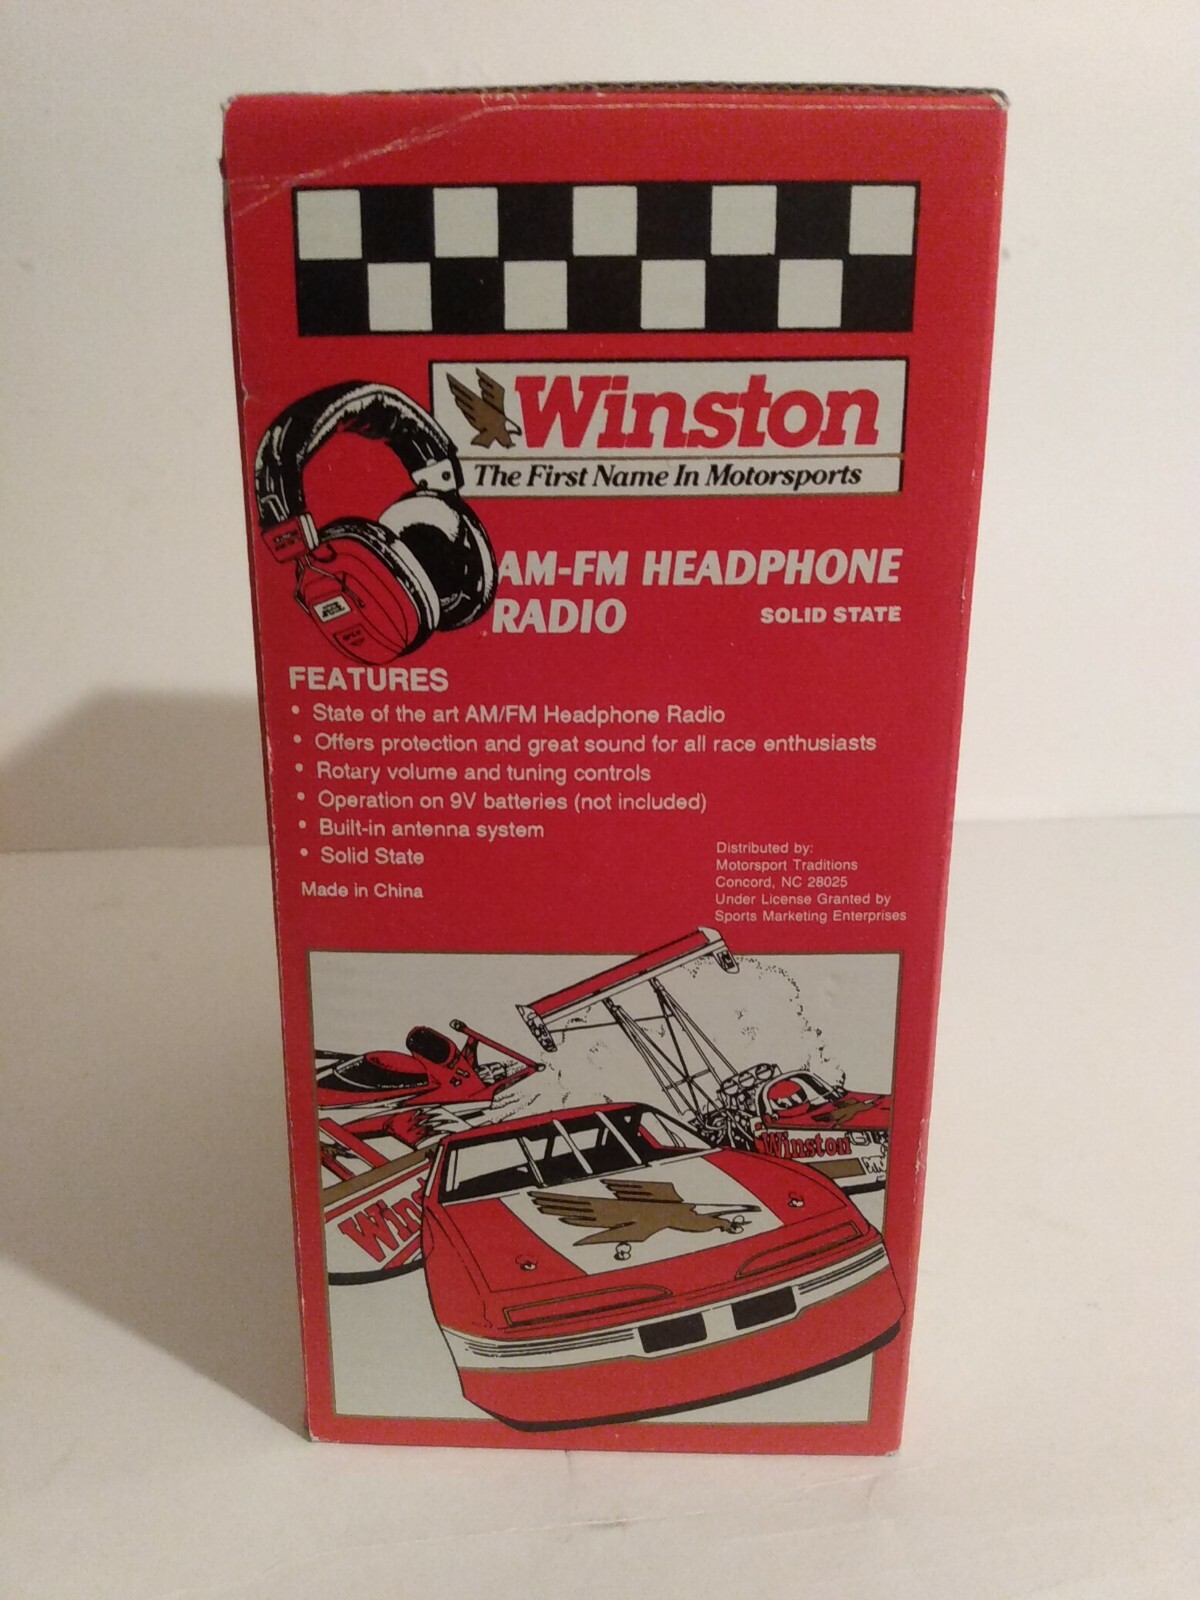 Winston
The First Name In Motorsports
AM-FM HEADPHONE
RADIO SOLID STATE
FEATURES
• State of the art AM/FM Headphone Radio
• Offers protection and great sound for all race enthusiasts
• Rotary volume and tuning controls
• Operation on 9V batteries (not included)
• Built-in antenna system
• Solid State
Made in China
Distributed by:
Motorsport Traditions
Concord, NC 28025
Under License Granted by
Sports Marketing Enterprises
Winston
Wins